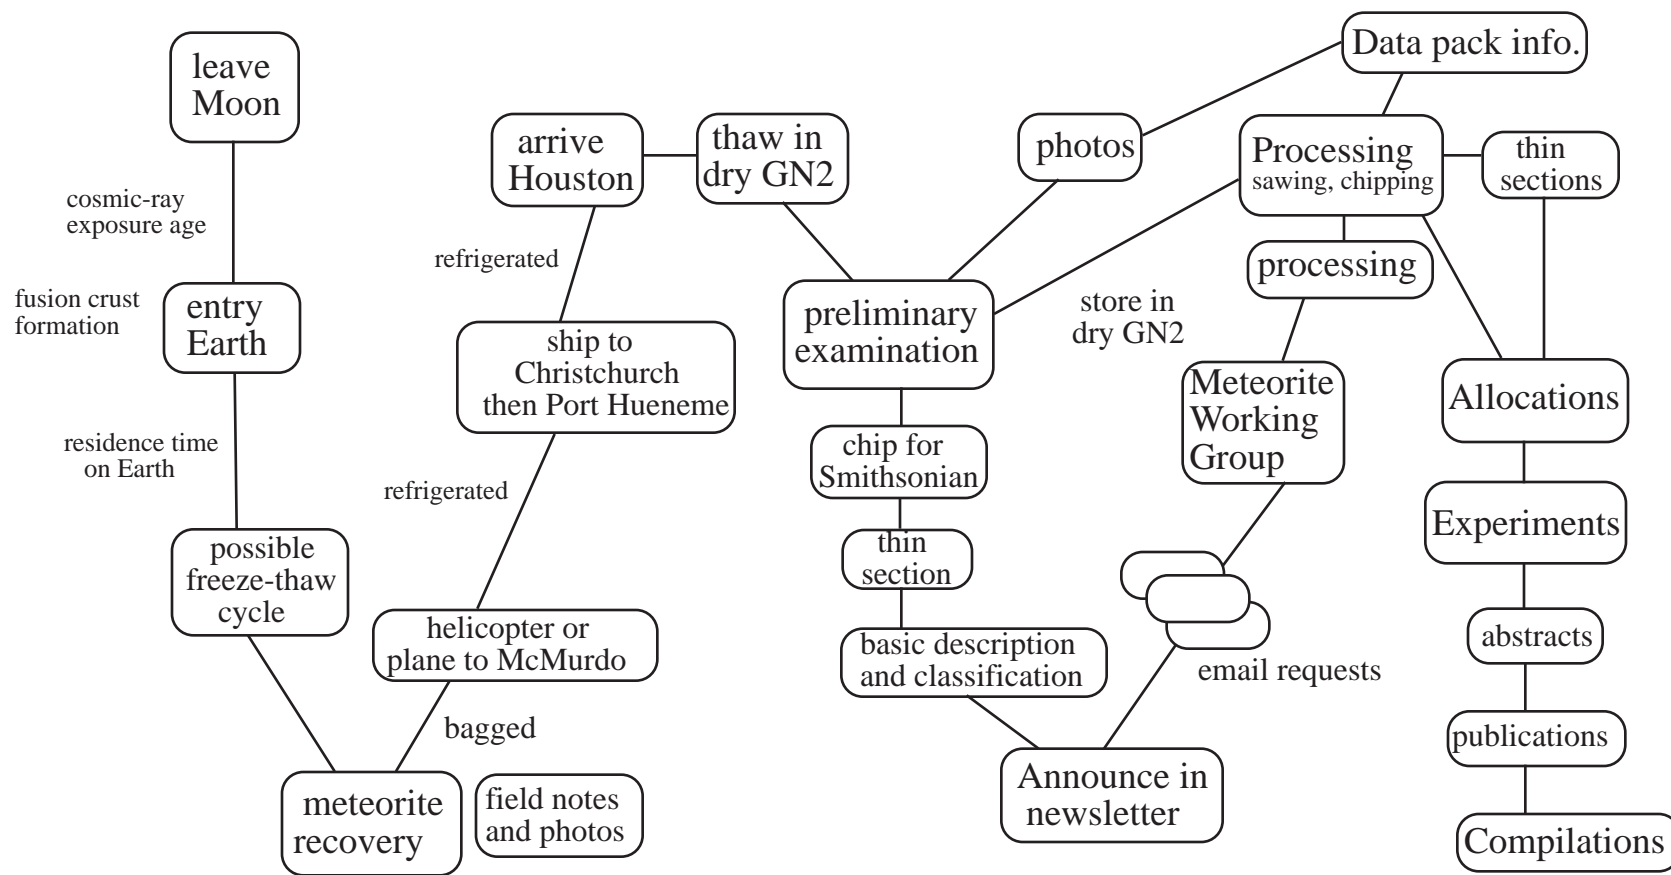 leave
Moon
cosmic-ray
exposure age
fusion crust
formation
entry
Earth
residence time
on Earth
possible
freeze-thaw
cycle
meteorite
recovery
field notes
and photos
bagged
helicopter or
plane to McMurdo
refrigerated
ship to
Christchurch
then Port Hueneme
refrigerated
arrive
Houston
thaw in
dry GN2
preliminary
examination
chip for
Smithsonian
thin
section
basic description
and classification
Announce in
newsletter
email requests
Meteorite
Working
Group
processing
store in
dry GN2
photos
Data pack info.
Processing
sawing, chipping
thin
sections
Allocations
Experiments
abstracts
publications
Compilations